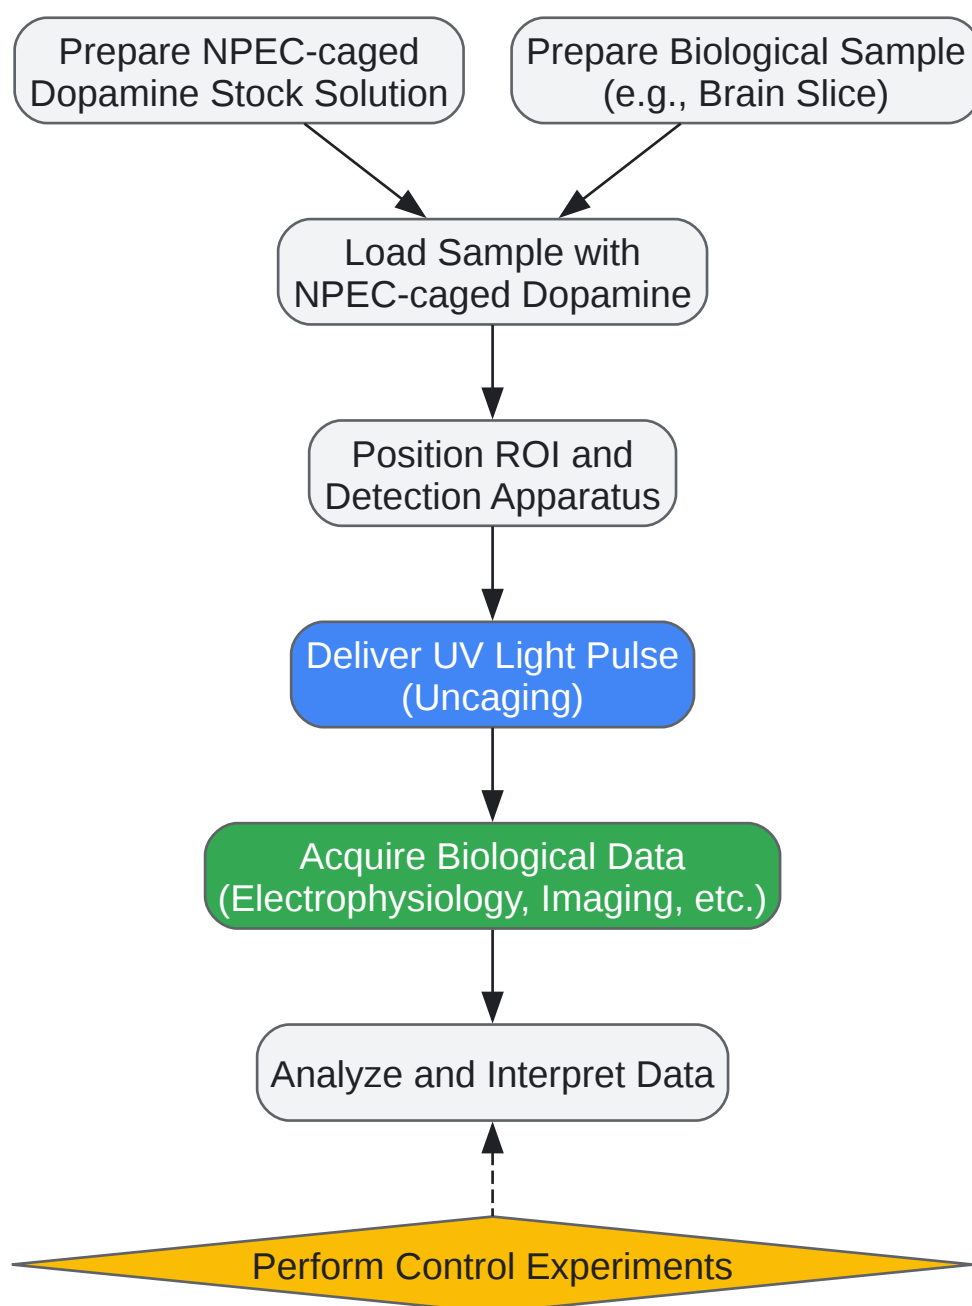 Prepare NPEC-caged
Dopamine Stock Solution
Prepare Biological Sample
(e.g., Brain Slice)
Load Sample with
NPEC-caged Dopamine
Position ROI and
Detection Apparatus
Deliver UV Light Pulse
(Uncaging)
Acquire Biological Data
(Electrophysiology, Imaging, etc.)
Analyze and Interpret Data
Perform Control Experiments